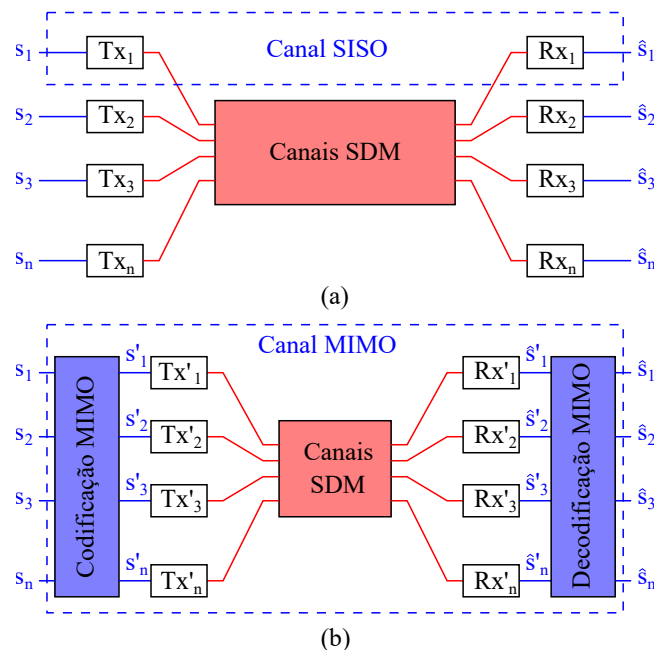 Canal SISO
s₁ Tx₁ Rx₁ ŝ₁
s₂ Tx₂ Rx₂ ŝ₂
Canais SDM
s₃ Tx₃ Rx₃ ŝ₃
sₙ Txₙ Rxₙ ŝₙ
(a)
Canal MIMO
s₁ s'₁ Tx'₁ Rx'₁ ŝ'₁ ŝ₁
s₂ s'₂ Tx'₂ Rx'₂ ŝ'₂ ŝ₂
Canais
SDM
s₃ s'₃ Tx'₃ Rx'₃ ŝ'₃ ŝ₃
sₙ s'ₙ Tx'ₙ Rx'ₙ ŝ'ₙ ŝₙ
Codificação MIMO
Decodificação MIMO
(b)